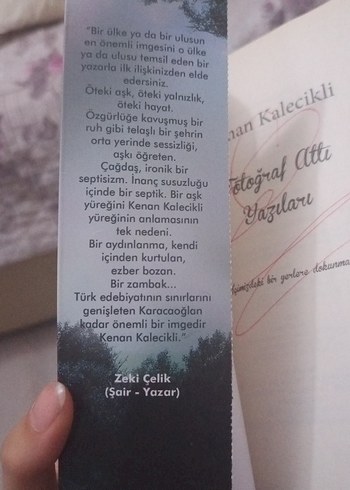 "Bir ülke ya da bir ulusun
en önemli imgesini o ülke
ya da ulusu temsil eden bir
yazarla ilk ilişkinizden elde
edersiniz.
Öteki aşk, öteki yalnızlık,
öteki hayat.
Özgürlüğe kavuşmuş bir
ruh gibi telaşlı bir şehrin
orta yerinde sessizliği,
aşkı öğreten.
Çağdaş, ironik bir
septisizm. İnanç susuzluğu
içinde bir septik. Bir aşk
yüreğini Kenan Kalecikli
yüreğinin anlamasının
tek nedeni.
Bir aydınlanma, kendi
içinden kurtulan,
ezber bozan.
Bir zambak...
Türk edebiyatının sınırlarını
genişleten Karacaoğlan
kadar önemli bir imgedir
Kenan Kalecikli."
Zeki Çelik
(Şair - Yazar)
nan Kalecikli
Fotoğraf Altı
Yazıları
bir yerlere dokunma